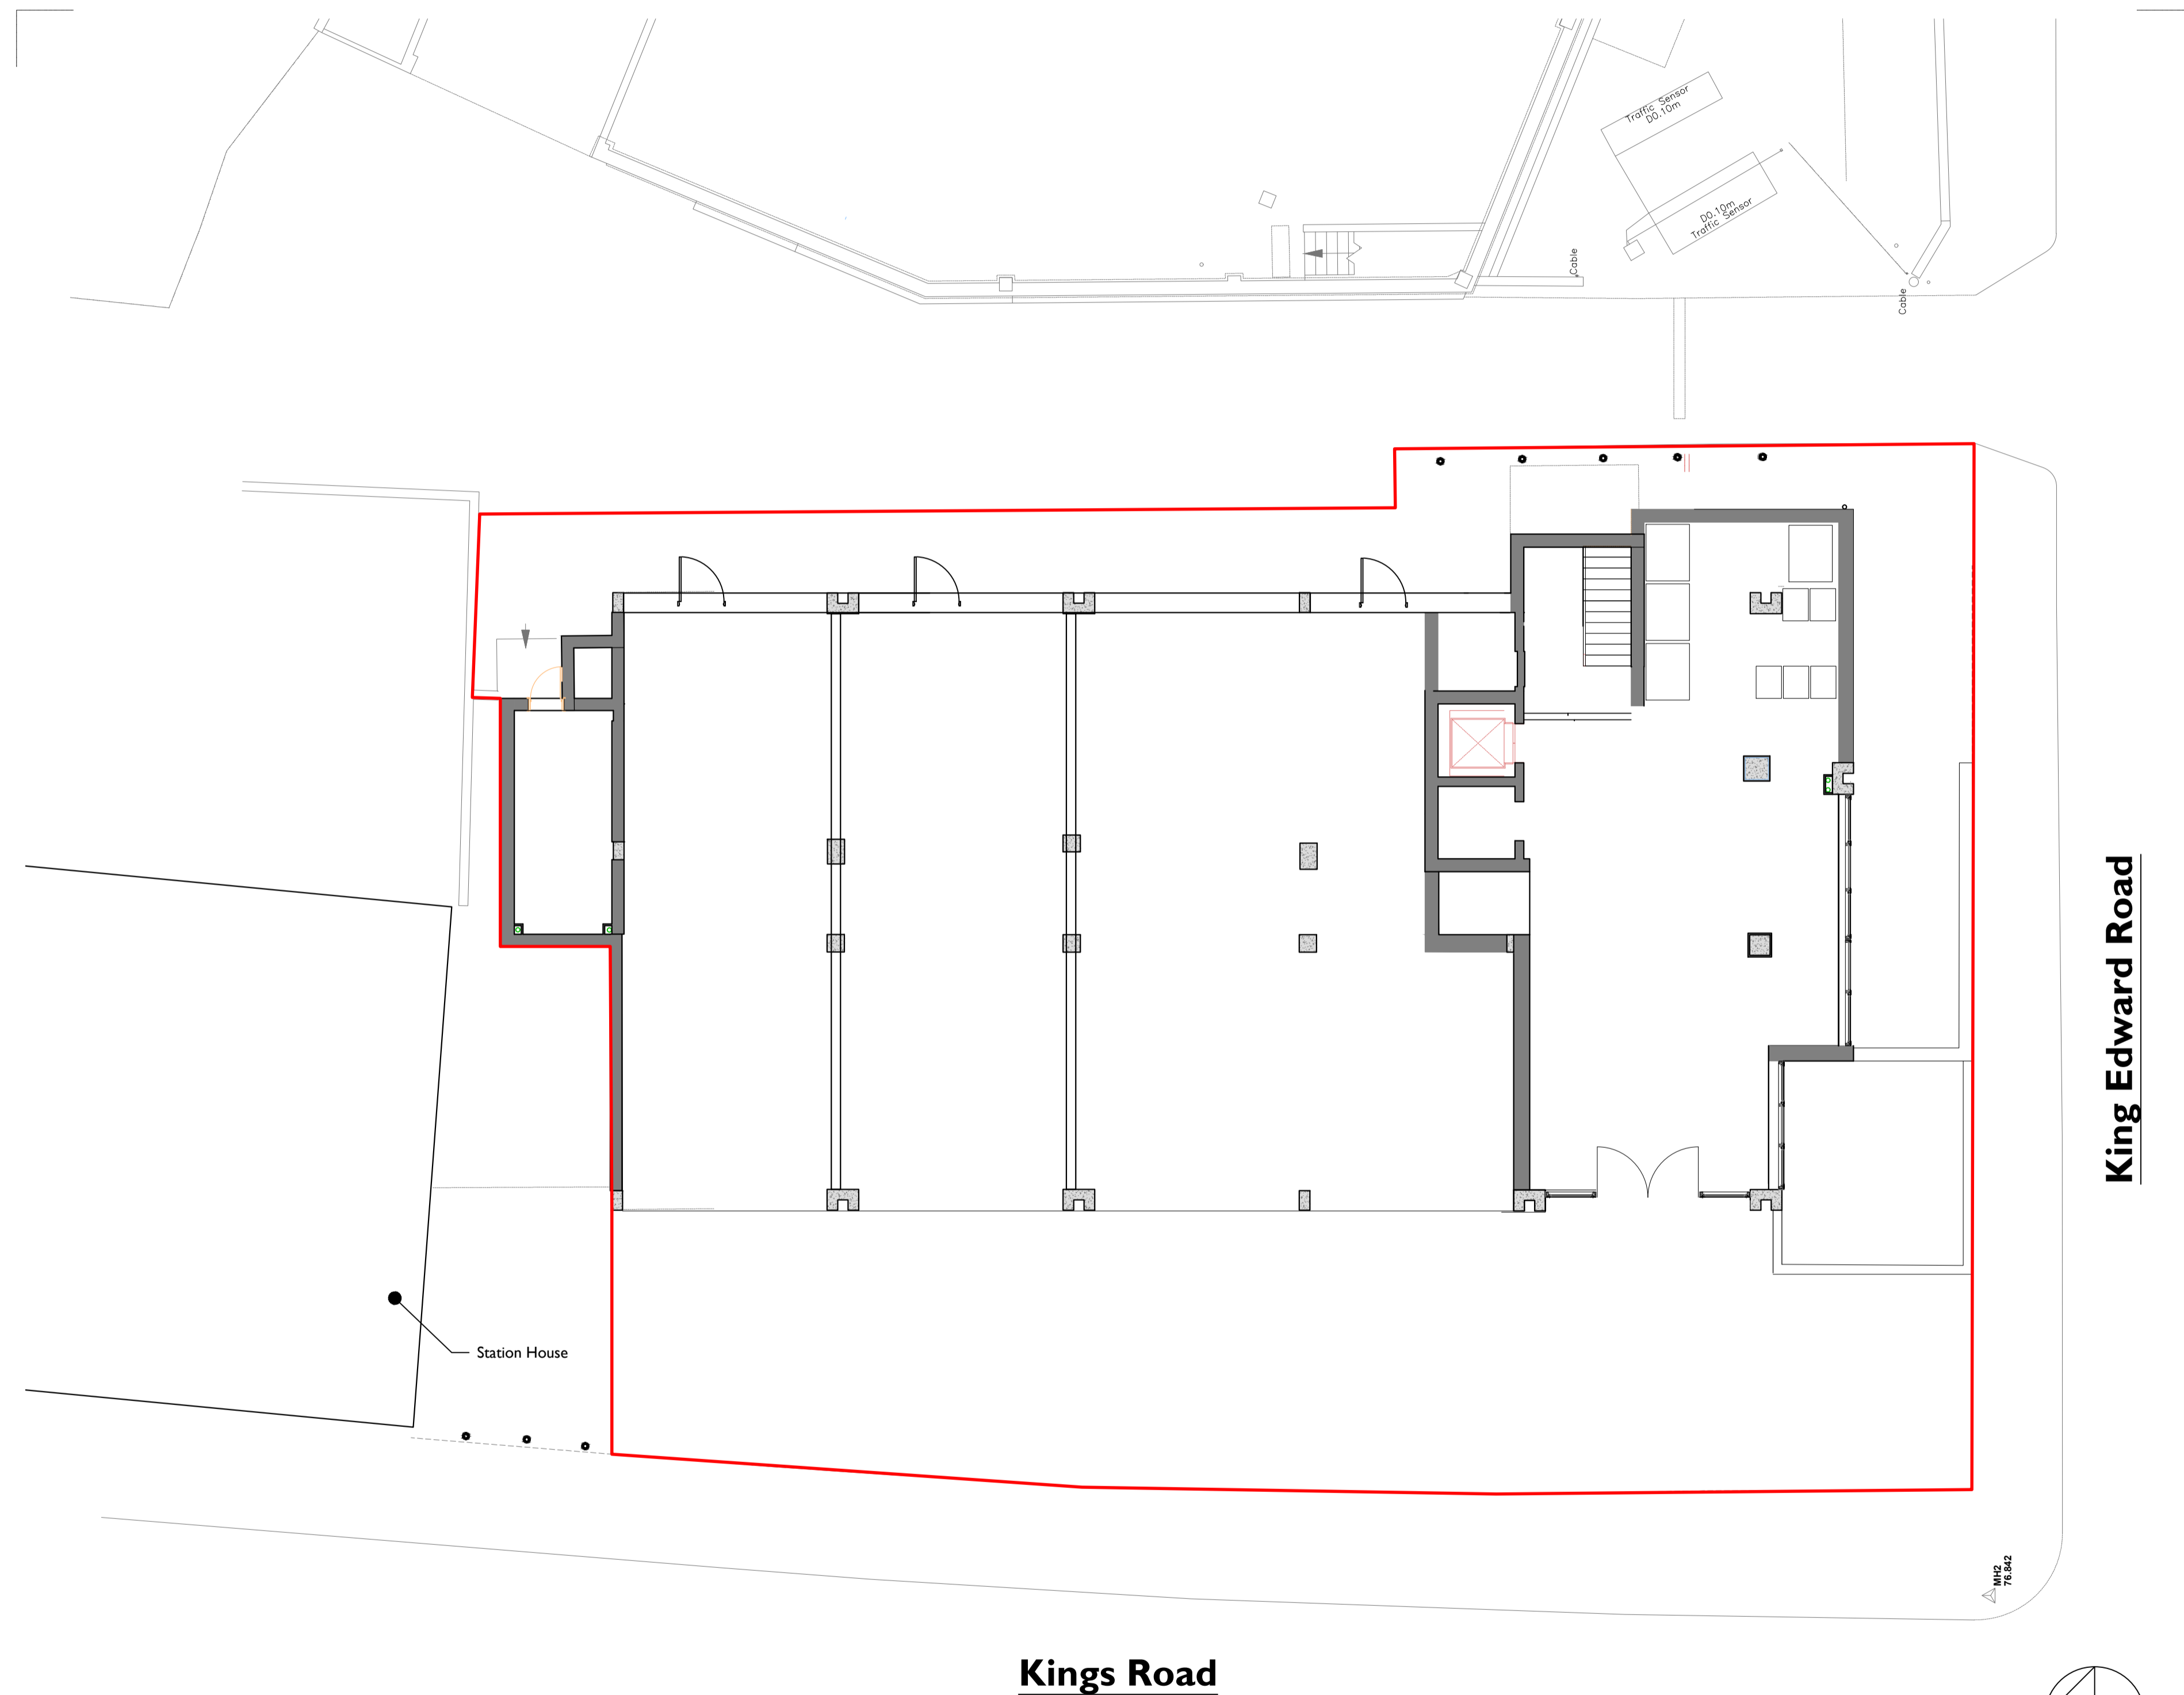 Traffic Sensor
D0.10m
D0.10m
Traffic Sensor
Cable
Cable
King Edward Road
Station House
MH2
76.842
Kings Road